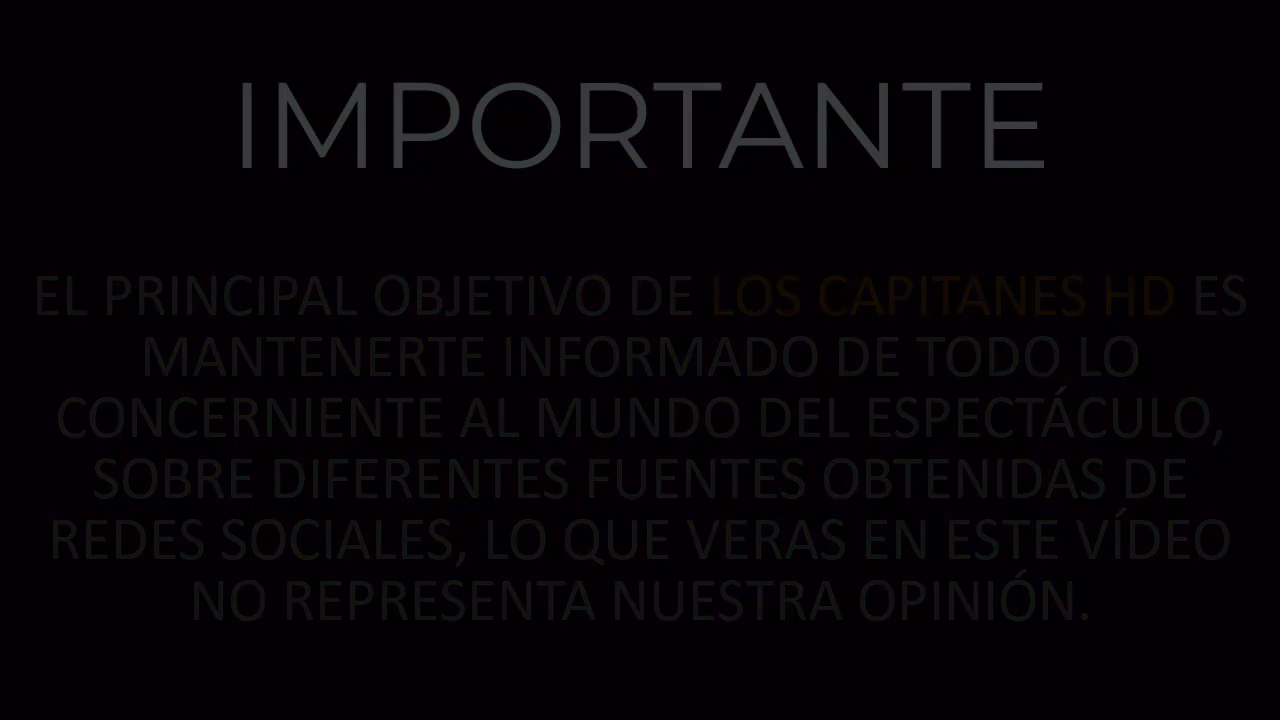 IMPORTANTE
EL PRINCIPAL OBJETIVO DE LOS CAPITANES HD ES
MANTENERTE INFORMADO DE TODO LO
CONCERNIENTE AL MUNDO DEL ESPECTÁCULO,
SOBRE DIFERENTES FUENTES OBTENIDAS DE
REDES SOCIALES, LO QUE VERAS EN ESTE VÍDEO
NO REPRESENTA NUESTRA OPINIÓN.